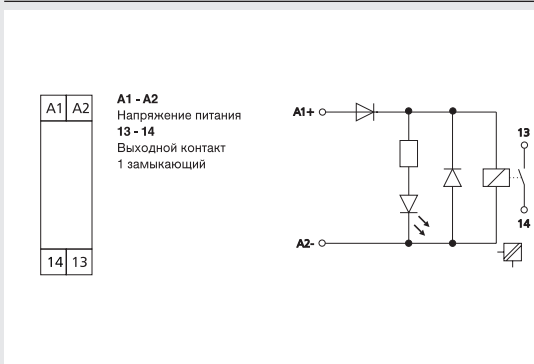 A1 A2
14 13
A1 - A2
Напряжение питания
13 - 14
Выходной контакт
1 замыкающий
A1+
A2-
13
14